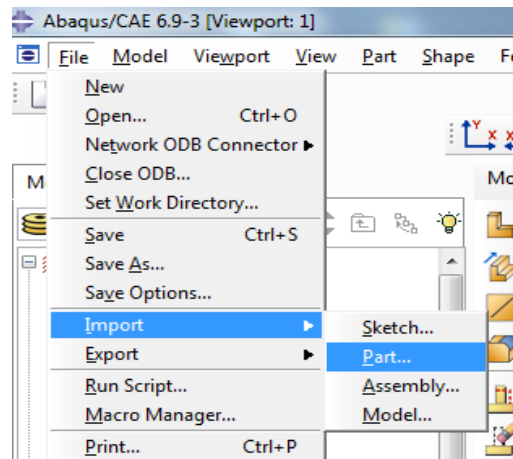 Abaqus/CAE 6.9-3 [Viewport: 1]
File Model Viewport View Part Shape
New
Open... Ctrl+O
Network ODB Connector
Close ODB...
Set Work Directory...
Save Ctrl+S
Save As...
Save Options...
Import
Export
Run Script...
Macro Manager...
Print... Ctrl+P
Sketch...
Part...
Assembly...
Model...
Y
X